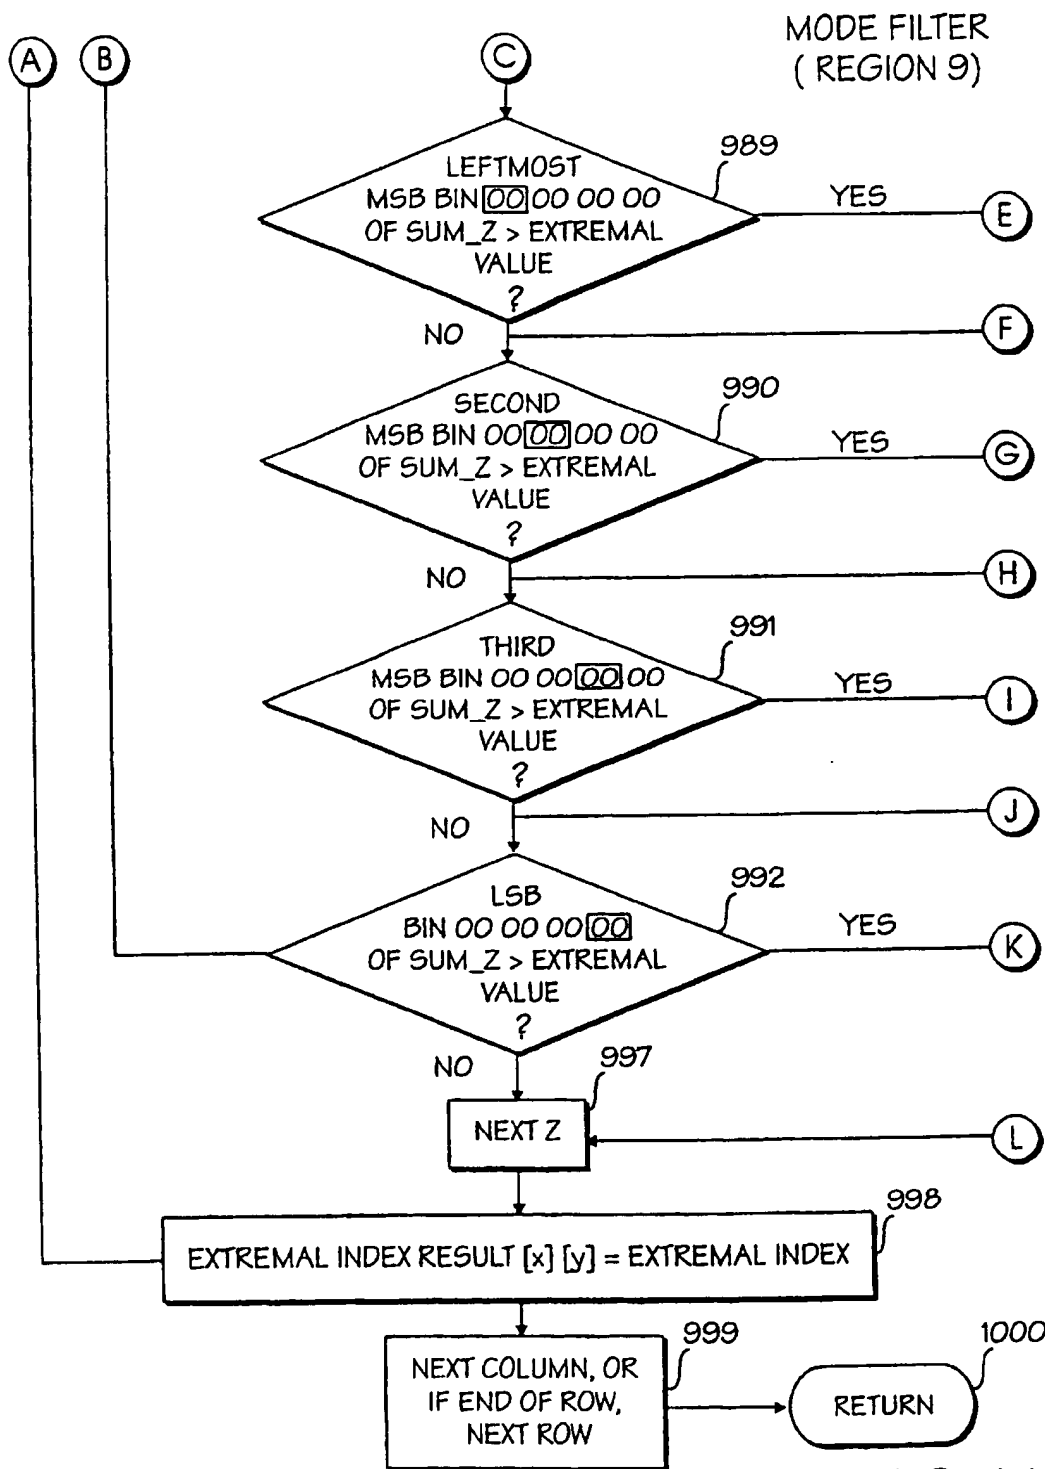 MODE FILTER
( REGION 9)
A
B
C
989
LEFTMOST
MSB BIN 00 00 00 00
OF SUM_Z > EXTREMAL
VALUE
?
YES
E
NO
F
990
SECOND
MSB BIN 00 00 00 00
OF SUM_Z > EXTREMAL
VALUE
?
YES
G
NO
H
991
THIRD
MSB BIN 00 00 00 00
OF SUM_Z > EXTREMAL
VALUE
?
YES
I
NO
J
992
LSB
BIN 00 00 00 00
OF SUM_Z > EXTREMAL
VALUE
?
YES
K
NO
997
NEXT Z
L
998
EXTREMAL INDEX RESULT [x] [y] = EXTREMAL INDEX
999
NEXT COLUMN, OR
IF END OF ROW,
NEXT ROW
1000
RETURN